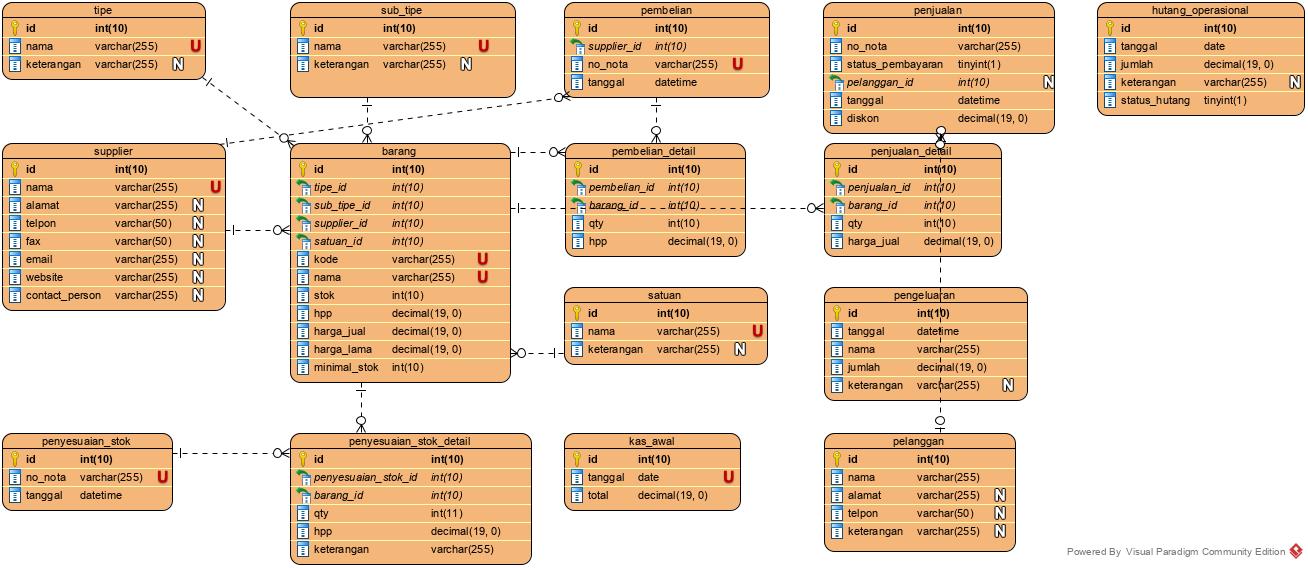 tipe
id int(10)
nama varchar(255) U
keterangan varchar(255) N
sub_tipe
id int(10)
nama varchar(255) U
keterangan varchar(255) N
pembelian
id int(10)
supplier_id int(10)
no_nota varchar(255) U
tanggal datetime
penjualan
id int(10)
no_nota varchar(255)
status_pembayaran tinyint(1)
pelanggan_id int(10) N
tanggal datetime
diskon decimal(19, 0)
hutang_operasional
id int(10)
tanggal date
jumlah decimal(19, 0)
keterangan varchar(255) N
status_hutang tinyint(1)
supplier
id int(10)
nama varchar(255) U
alamat varchar(255) N
telpon varchar(50) N
fax varchar(50) N
email varchar(255) N
website varchar(255) N
contact_person varchar(255) N
barang
id int(10)
tipe_id int(10)
sub_tipe_id int(10)
supplier_id int(10)
satuan_id int(10)
kode varchar(255) U
nama varchar(255) U
stok int(10)
hpp decimal(19, 0)
harga_jual decimal(19, 0)
harga_lama decimal(19, 0)
minimal_stok int(10)
pembelian_detail
id int(10)
pembelian_id int(10)
barang_id int(10)
qty int(10)
hpp decimal(19, 0)
penjualan_detail
id int(10)
penjualan_id int(10)
barang_id int(10)
qty int(10)
harga_jual decimal(19, 0)
satuan
id int(10)
nama varchar(255) U
keterangan varchar(255) N
pengeluaran
id int(10)
tanggal datetime
nama varchar(255)
jumlah decimal(19, 0)
keterangan varchar(255) N
penyesuaian_stok
id int(10)
no_nota varchar(255) U
tanggal datetime
penyesuaian_stok_detail
id int(10)
penyesuaian_stok_id int(10)
barang_id int(10)
qty int(11)
hpp decimal(19, 0)
keterangan varchar(255)
kas_awal
id int(10)
tanggal date U
total decimal(19, 0)
pelanggan
id int(10)
nama varchar(255)
alamat varchar(255) N
telpon varchar(50) N
keterangan varchar(255) N
Powered By Visual Paradigm Community Edition